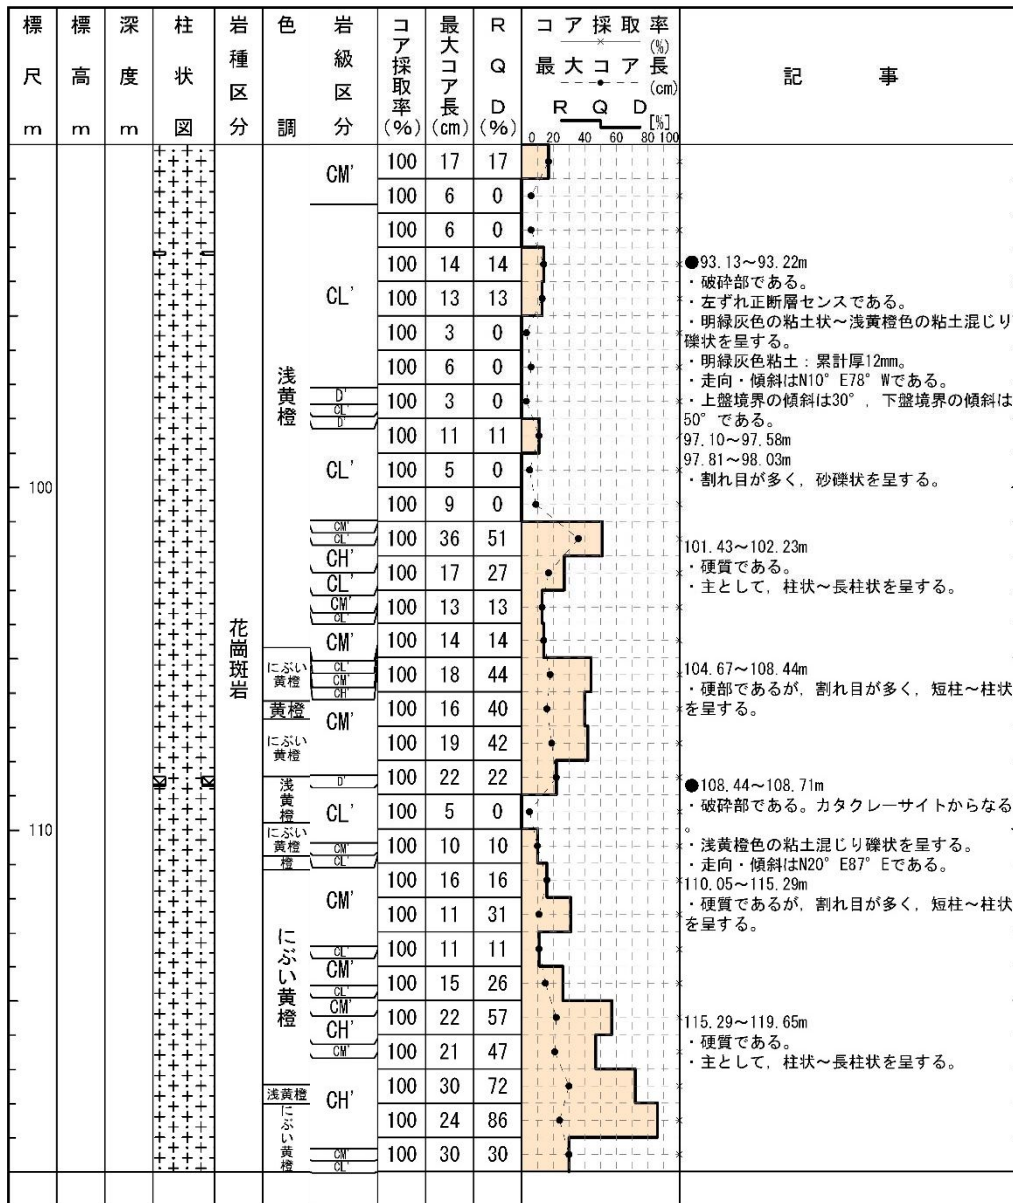 標尺m
標高m
深度m
柱状図
岩種区分
色調
岩級区分
コア採取率(%)
最大コア長(cm)
RQD(%)
コア採取率
(%)
最大コア長
(cm)
RQD
[%]
0 20 40 60 80 100
記事
100
110
花崗斑岩
浅黄橙
にぶい
黄橙
黄橙
にぶい
黄橙
浅黄橙
にぶい
黄橙
橙
にぶい黄橙
浅黄橙
にぶい黄橙
CM'
CL'
D'
CL'
D'
CL'
CM'
CL'
CH'
CL'
CM'
CL'
CM'
CL'
CM'
CH'
CM'
D'
CL'
CM'
CL'
CM'
CL'
CM'
CL'
CM'
CH'
CM'
CH'
CM'
CL'
100 17 17
100 6 0
100 6 0
100 14 14
100 13 13
100 3 0
100 6 0
100 3 0
100 11 11
100 5 0
100 9 0
100 36 51
100 17 27
100 13 13
100 14 14
100 18 44
100 16 40
100 19 42
100 22 22
100 5 0
100 10 10
100 16 16
100 11 31
100 11 11
100 15 26
100 22 57
100 21 47
100 30 72
100 24 86
100 30 30
●93.13～93.22m
・破砕部である。
・左ずれ正断層センスである。
・明緑灰色の粘土状～浅黄橙色の粘土混じり
礫状を呈する。
・明緑灰色粘土：累計厚12mm。
・走向・傾斜はN10°E78°Wである。
・上盤境界の傾斜は30°，下盤境界の傾斜は
50°である。
97.10～97.58m
97.81～98.03m
・割れ目が多く，砂礫状を呈する。
101.43～102.23m
・硬質である。
・主として，柱状～長柱状を呈する。
104.67～108.44m
・硬部であるが，割れ目が多く，短柱～柱状
を呈する。
●108.44～108.71m
・破砕部である。カタクレーサイトからなる
。
・浅黄橙色の粘土混じり礫状を呈する。
・走向・傾斜はN20°E87°Eである。
110.05～115.29m
・硬質であるが，割れ目が多く，短柱～柱状
を呈する。
115.29～119.65m
・硬質である。
・主として，柱状～長柱状を呈する。